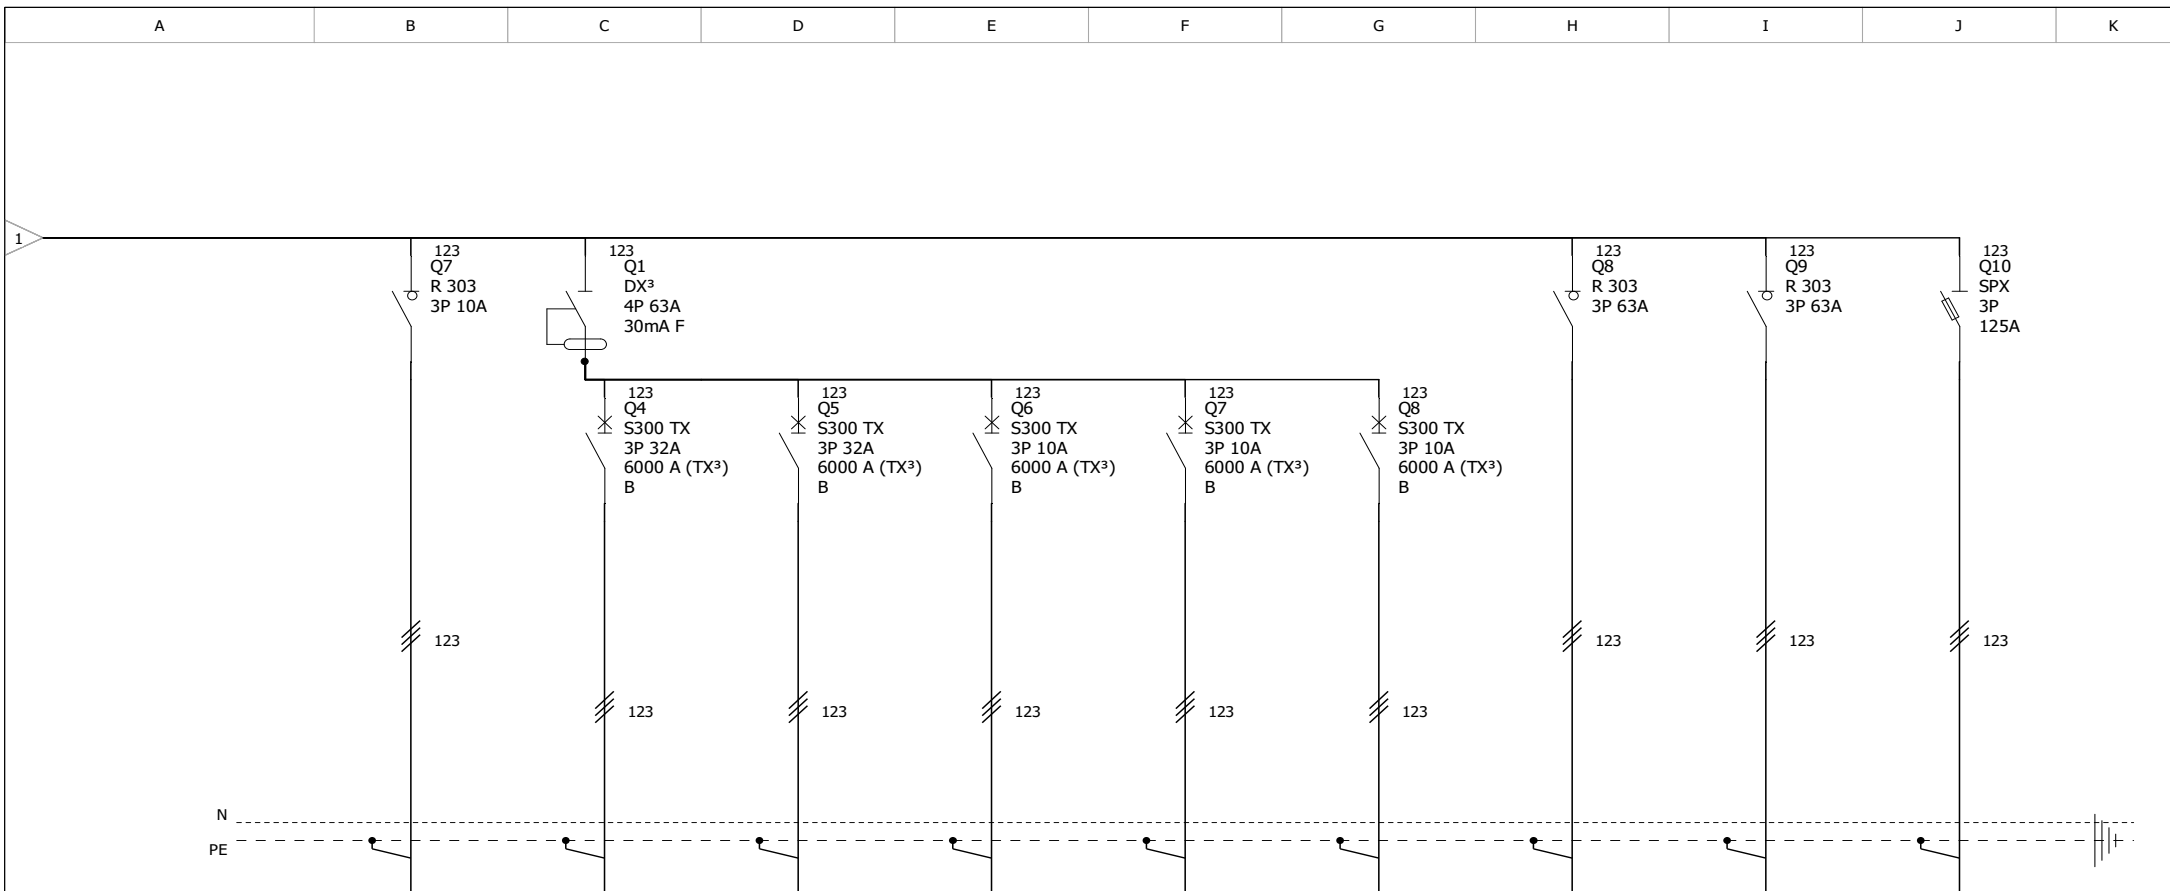 A B C D E F G H I J K
1
123
Q7
R 303
3P 10A
123
Q1
DX³
4P 63A
30mA F
123
Q8
R 303
3P 63A
123
Q9
R 303
3P 63A
123
Q10
SPX
3P
125A
123
Q4
S300 TX
3P 32A
6000 A (TX³)
B
123
Q5
S300 TX
3P 32A
6000 A (TX³)
B
123
Q6
S300 TX
3P 10A
6000 A (TX³)
B
123
Q7
S300 TX
3P 10A
6000 A (TX³)
B
123
Q8
S300 TX
3P 10A
6000 A (TX³)
B
123 123 123 123
123 123 123 123 123
N
PE